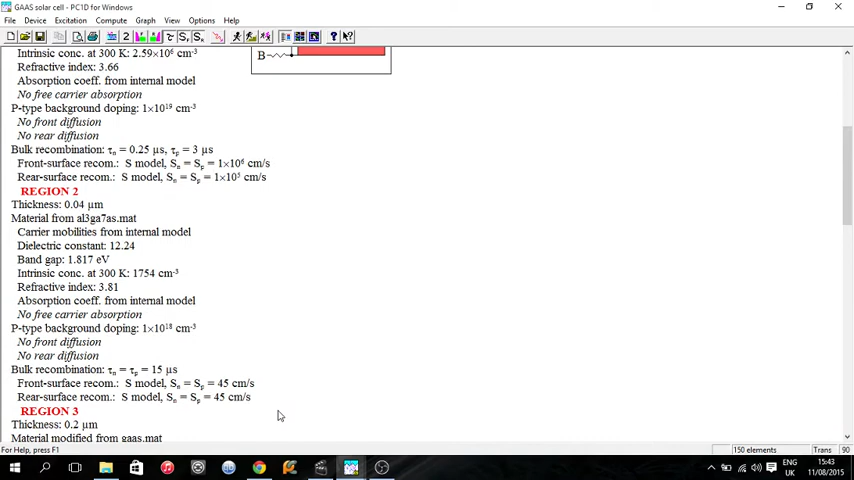 GAAS solar cell - PC1D for Windows
File Device Excitation Compute Graph View Options Help
Intrinsic conc. at 300 K: 2.59×10⁶ cm⁻³
B
Refractive index: 3.66
Absorption coeff. from internal model
No free carrier absorption
P-type background doping: 1×10¹⁹ cm⁻³
No front diffusion
No rear diffusion
Bulk recombination: τn = 0.25 µs, τp = 3 µs
Front-surface recom.: S model, Sn = Sp = 1×10⁶ cm/s
Rear-surface recom.: S model, Sn = Sp = 1×10⁵ cm/s
REGION 2
Thickness: 0.04 µm
Material from al3ga7as.mat
Carrier mobilities from internal model
Dielectric constant: 12.24
Band gap: 1.817 eV
Intrinsic conc. at 300 K: 1754 cm⁻³
Refractive index: 3.81
Absorption coeff. from internal model
No free carrier absorption
P-type background doping: 1×10¹⁸ cm⁻³
No front diffusion
No rear diffusion
Bulk recombination: τn = τp = 15 µs
Front-surface recom.: S model, Sn = Sp = 45 cm/s
Rear-surface recom.: S model, Sn = Sp = 45 cm/s
REGION 3
Thickness: 0.2 µm
Material modified from gaas.mat
For Help, press F1
150 elements
Trans
90
ENG
UK
15:43
11/08/2015